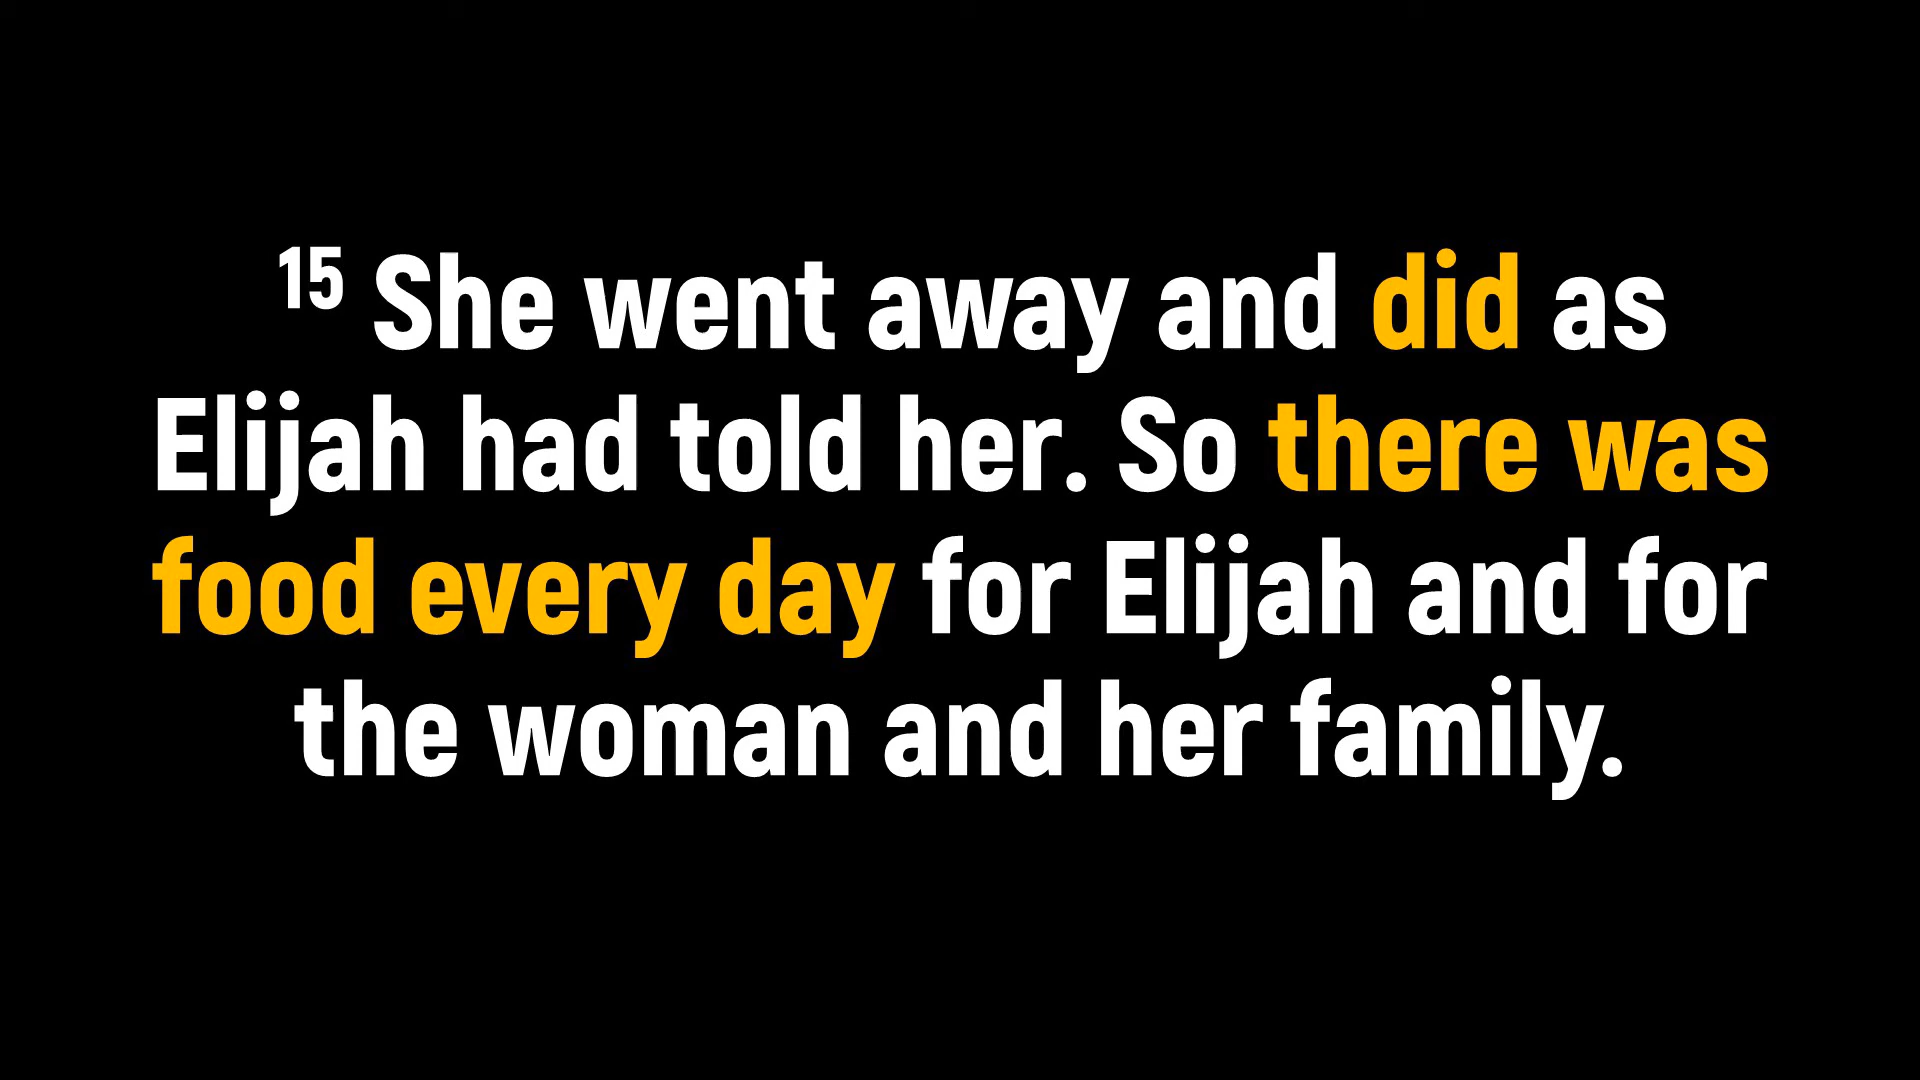 15 She went away and did as
Elijah had told her. So there was
food every day for Elijah and for
the woman and her family.